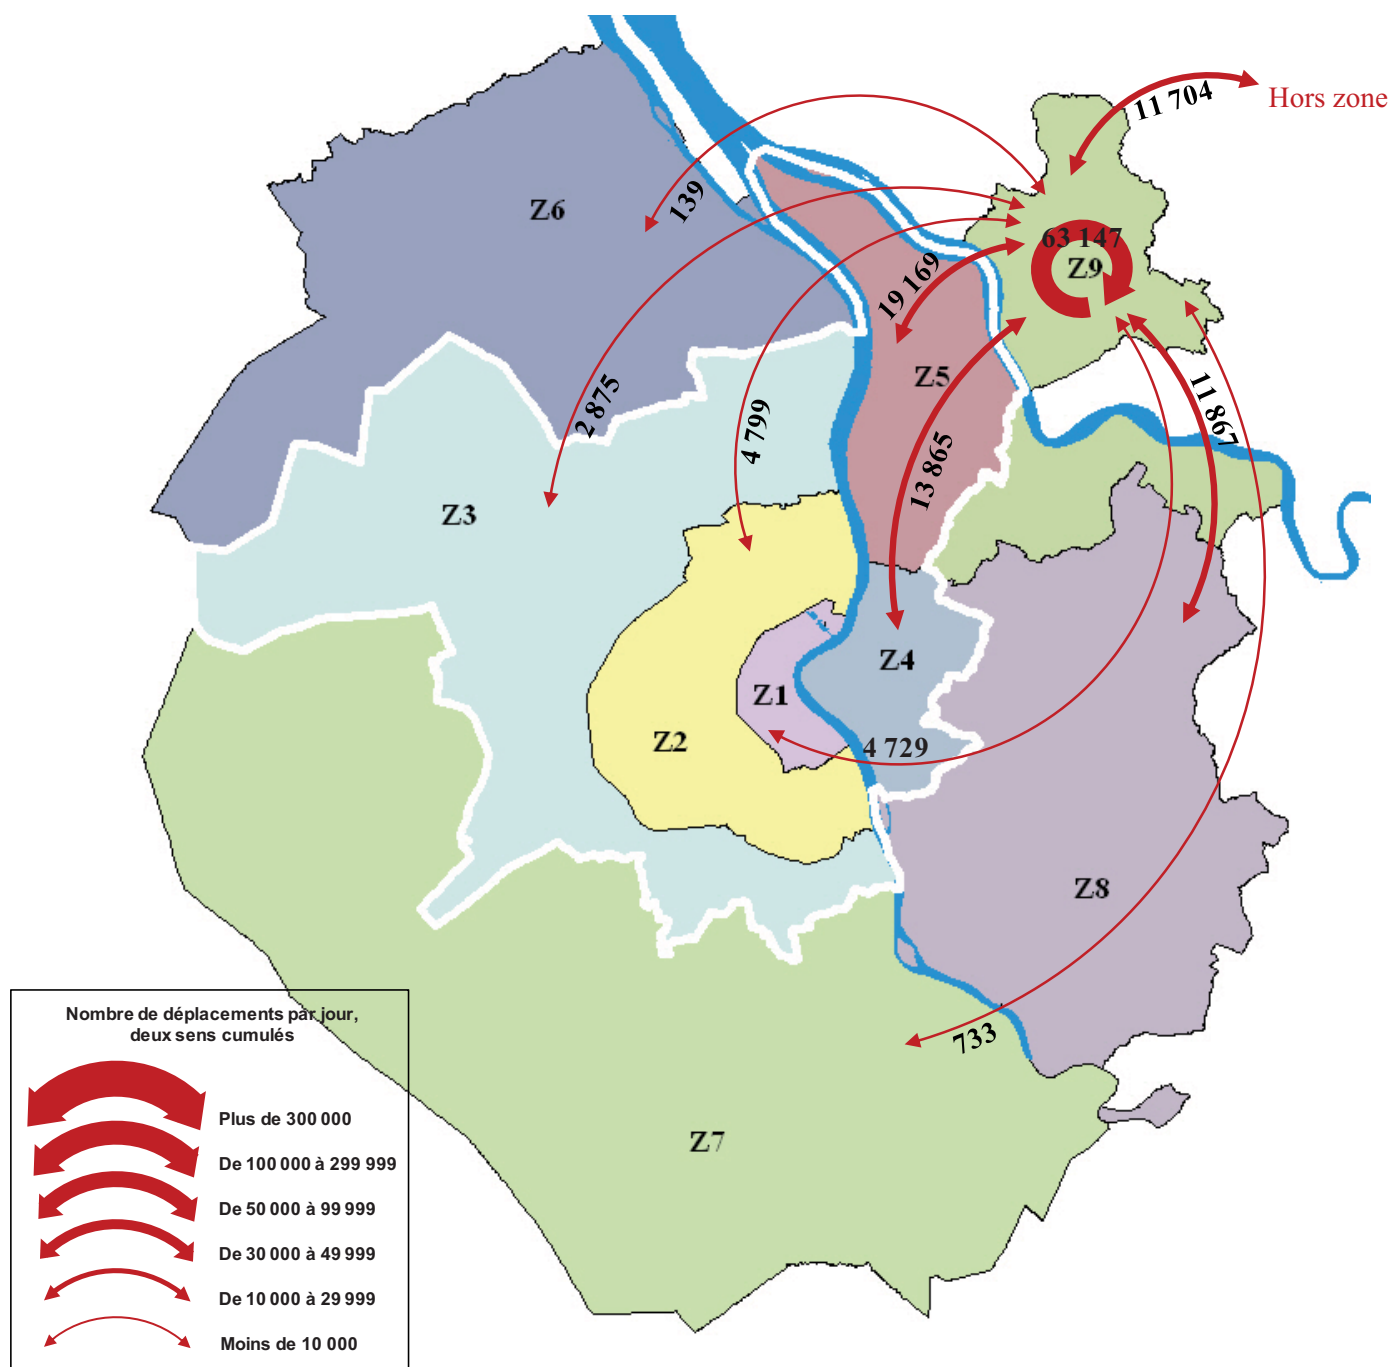 11 704
Hors zone
139
Z6
63 147
Z9
19 169
Z5
2 875
4 799
11 867
13 865
Z3
Z4
Z1
Z2
4 729
Z8
733
Z7
Nombre de déplacements par jour,
deux sens cumulés
Plus de 300 000
De 100 000 à 299 999
De 50 000 à 99 999
De 30 000 à 49 999
De 10 000 à 29 999
Moins de 10 000